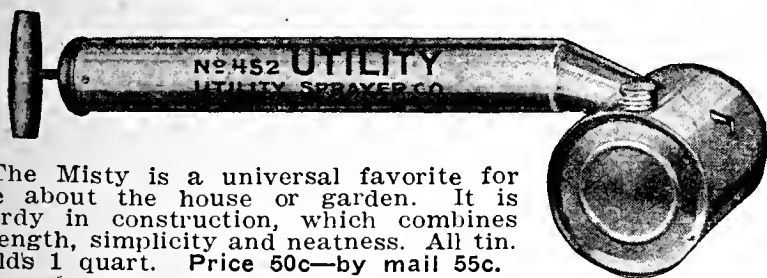 Nº 452 UTILITY
UTILITY SPRAYER CO.
The Misty is a universal favorite for
e about the house or garden. It is
rdy in construction, which combines
ength, simplicity and neatness. All tin.
ld's 1 quart. Price 50c—by mail 55c.